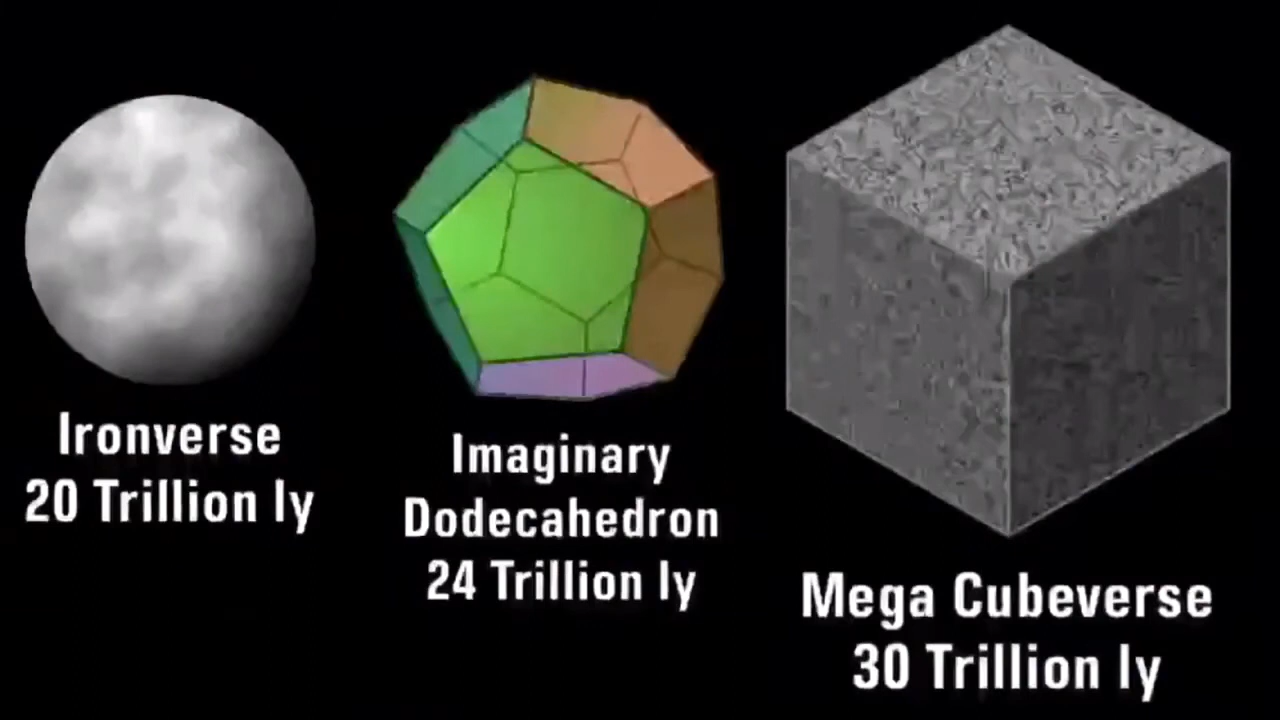 Ironverse
20 Trillion ly
Imaginary
Dodecahedron
24 Trillion ly
Mega Cubeverse
30 Trillion ly